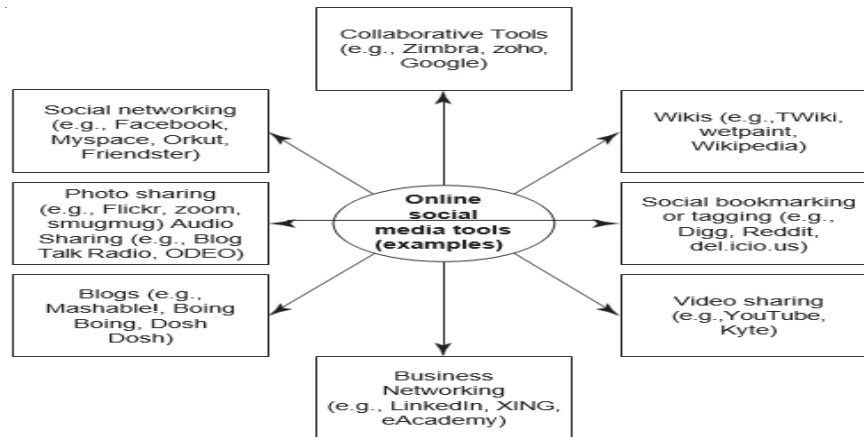 Collaborative Tools
(e.g., Zimbra, zoho,
Google)
Social networking
(e.g., Facebook,
Myspace, Orkut,
Friendster)
Wikis (e.g.,TWiki,
wetpaint,
Wikipedia)
Photo sharing
(e.g., Flickr, zoom,
smugmug) Audio
Sharing (e.g., Blog
Talk Radio, ODEO)
Online
social
media tools
(examples)
Social bookmarking
or tagging (e.g.,
Digg, Reddit,
del.icio.us)
Blogs (e.g.,
Mashable!, Boing
Boing, Dosh
Dosh)
Video sharing
(e.g.,YouTube,
Kyte)
Business
Networking
(e.g., LinkedIn, XING,
eAcademy)